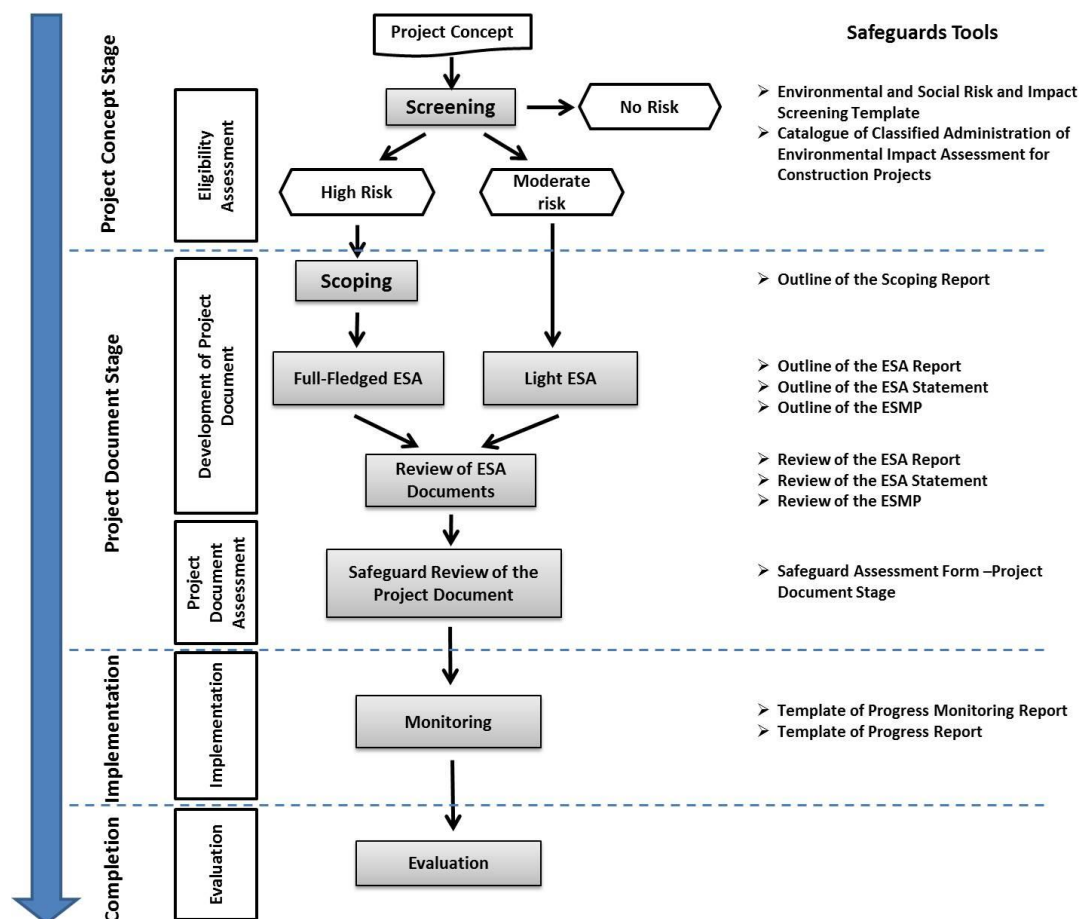 Project Concept
Safeguards Tools
Project Concept Stage
Eligibility
Assessment
Screening
No Risk
➢ Environmental and Social Risk and Impact
Screening Template
➢ Catalogue of Classified Administration of
Environmental Impact Assessment for
Construction Projects
High Risk
Moderate
risk
Project Document Stage
Development of Project
Document
Scoping
➢ Outline of the Scoping Report
Full-Fledged ESA
Light ESA
➢ Outline of the ESA Report
➢ Outline of the ESA Statement
➢ Outline of the ESMP
Review of ESA
Documents
➢ Review of the ESA Report
➢ Review of the ESA Statement
➢ Review of the ESMP
Project
Document
Assessment
Safeguard Review of the
Project Document
➢ Safeguard Assessment Form –Project
Document Stage
Implementation
Implementation
Monitoring
➢ Template of Progress Monitoring Report
➢ Template of Progress Report
Completion
Evaluation
Evaluation